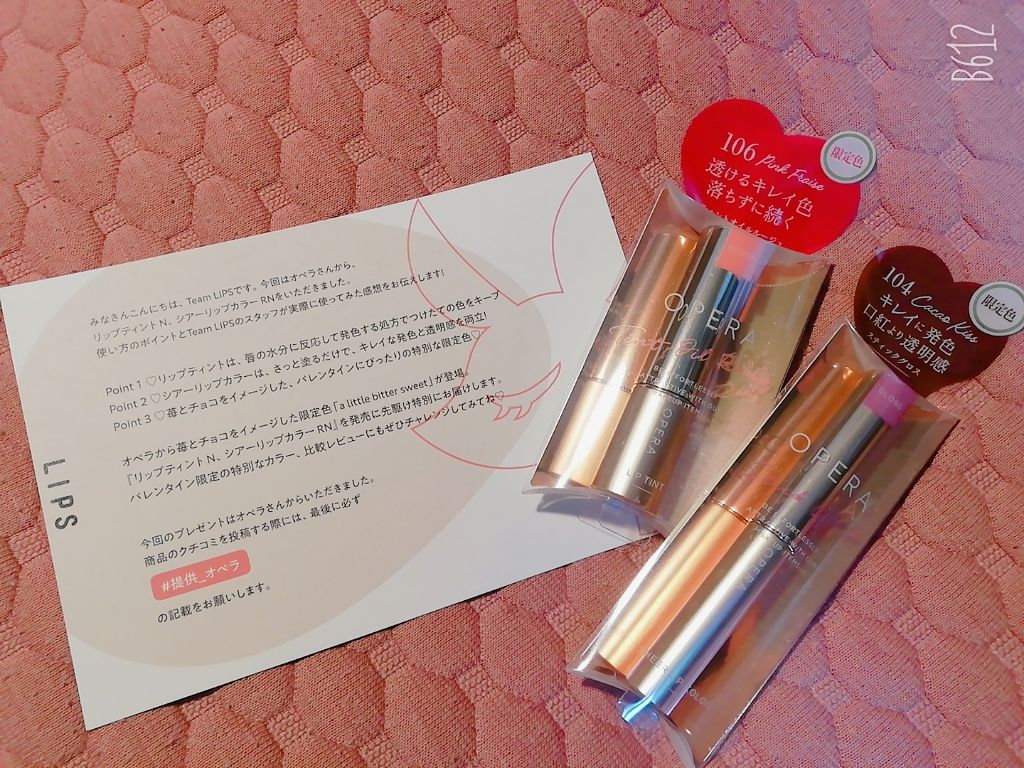 B612
みなさんこんにちは、Team LIPSです。今回はオペラさんから、
リップティントN、シアーリップカラー RNをいただきました。
使い方のポイントとTeam LIPSのスタッフが実際に使ってみた感想をお伝えします!
Point 1 ♡リップティントは、唇の水分に反応して発色する処方でつけたての色をキープ
Point 2 ♡シアーリップカラーは、さっと塗るだけで、キレイな発色と透明感を両立!
Point 3 ♡苺とチョコをイメージした、バレンタインにぴったりの特別な限定色♡
オペラから苺とチョコをイメージした限定色「a little bitter sweet」が登場。
『リップティントN、シアーリップカラー RN』を発売に先駆け特別にお届けします。
バレンタイン限定の特別なカラー、比較レビューにもぜひチャレンジしてみてね♡
今回のプレゼントはオペラさんからいただきました。
商品のクチコミを投稿する際には、最後に必ず
#提供_オペラ
の記載をお願いします。
LIPS
106 Pink Fraise
限定色
透けるキレイ色
落ちずに続く
OPERA
OPERA
LIP TINT
104 Cacao Kiss
限定色
キレイに発色
口紅より透明感
スティックグロス
GLOSS
OPERA
OPERA